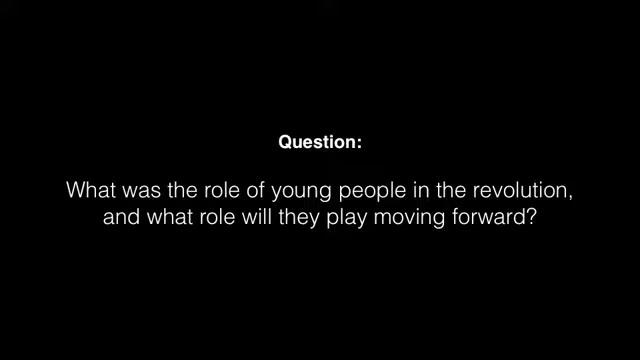 Question:
What was the role of young people in the revolution,
and what role will they play moving forward?